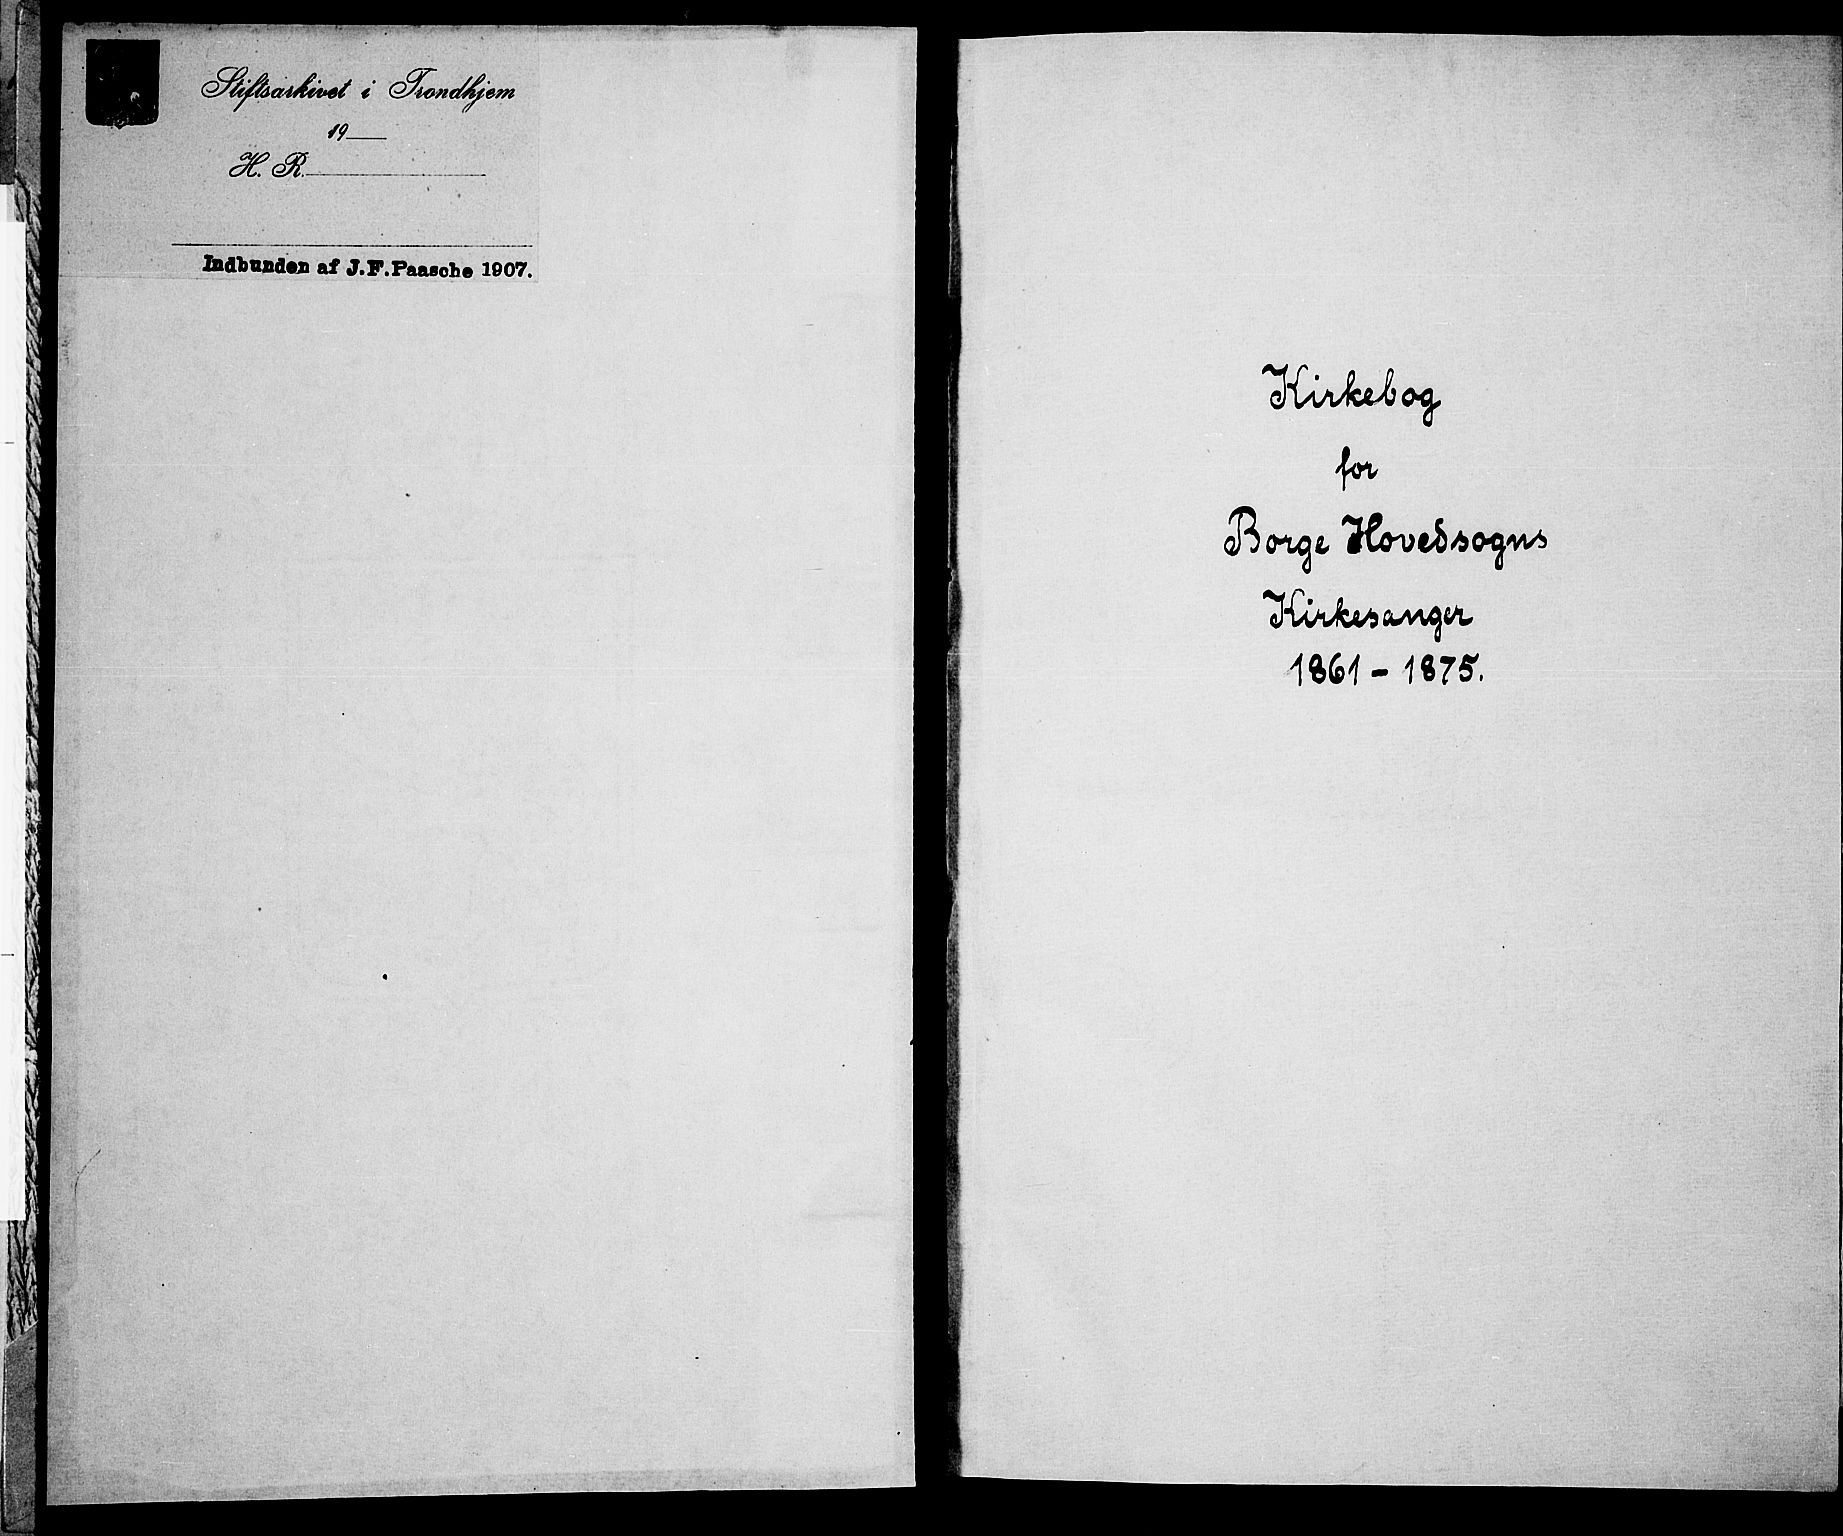 Stiftsarkivet i Trondhjem
19
H. R.
Indbunden af J.F.Paasche 1907.
Kirkebog
for
Borge Hovedsogns
Kirkesanger
1861 - 1875.